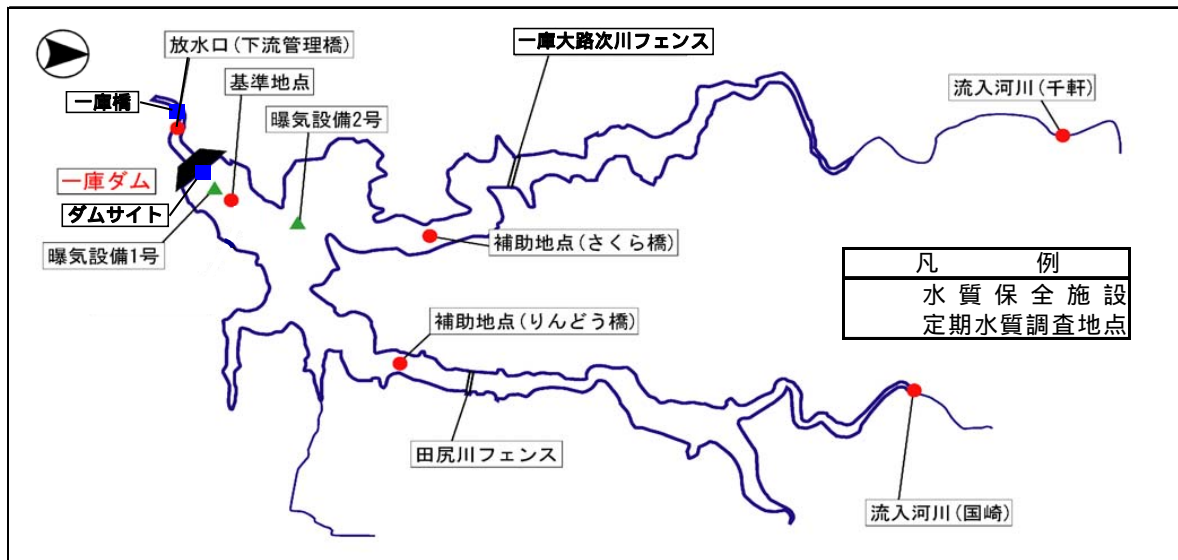 放水口(下流管理橋)
一庫大路次川フェンス
基準地点
流入河川(千軒)
一庫橋
曝気設備2号
一庫ダム
ダムサイト
曝気設備1号
補助地点(さくら橋)
凡　例
水質保全施設
定期水質調査地点
補助地点(りんどう橋)
田尻川フェンス
流入河川(国崎)